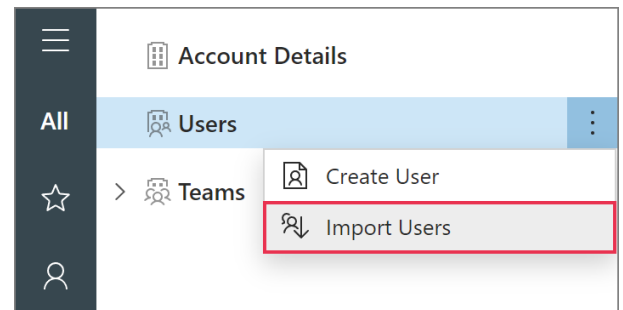 Account Details
All
Users
Create User
Teams
Import Users